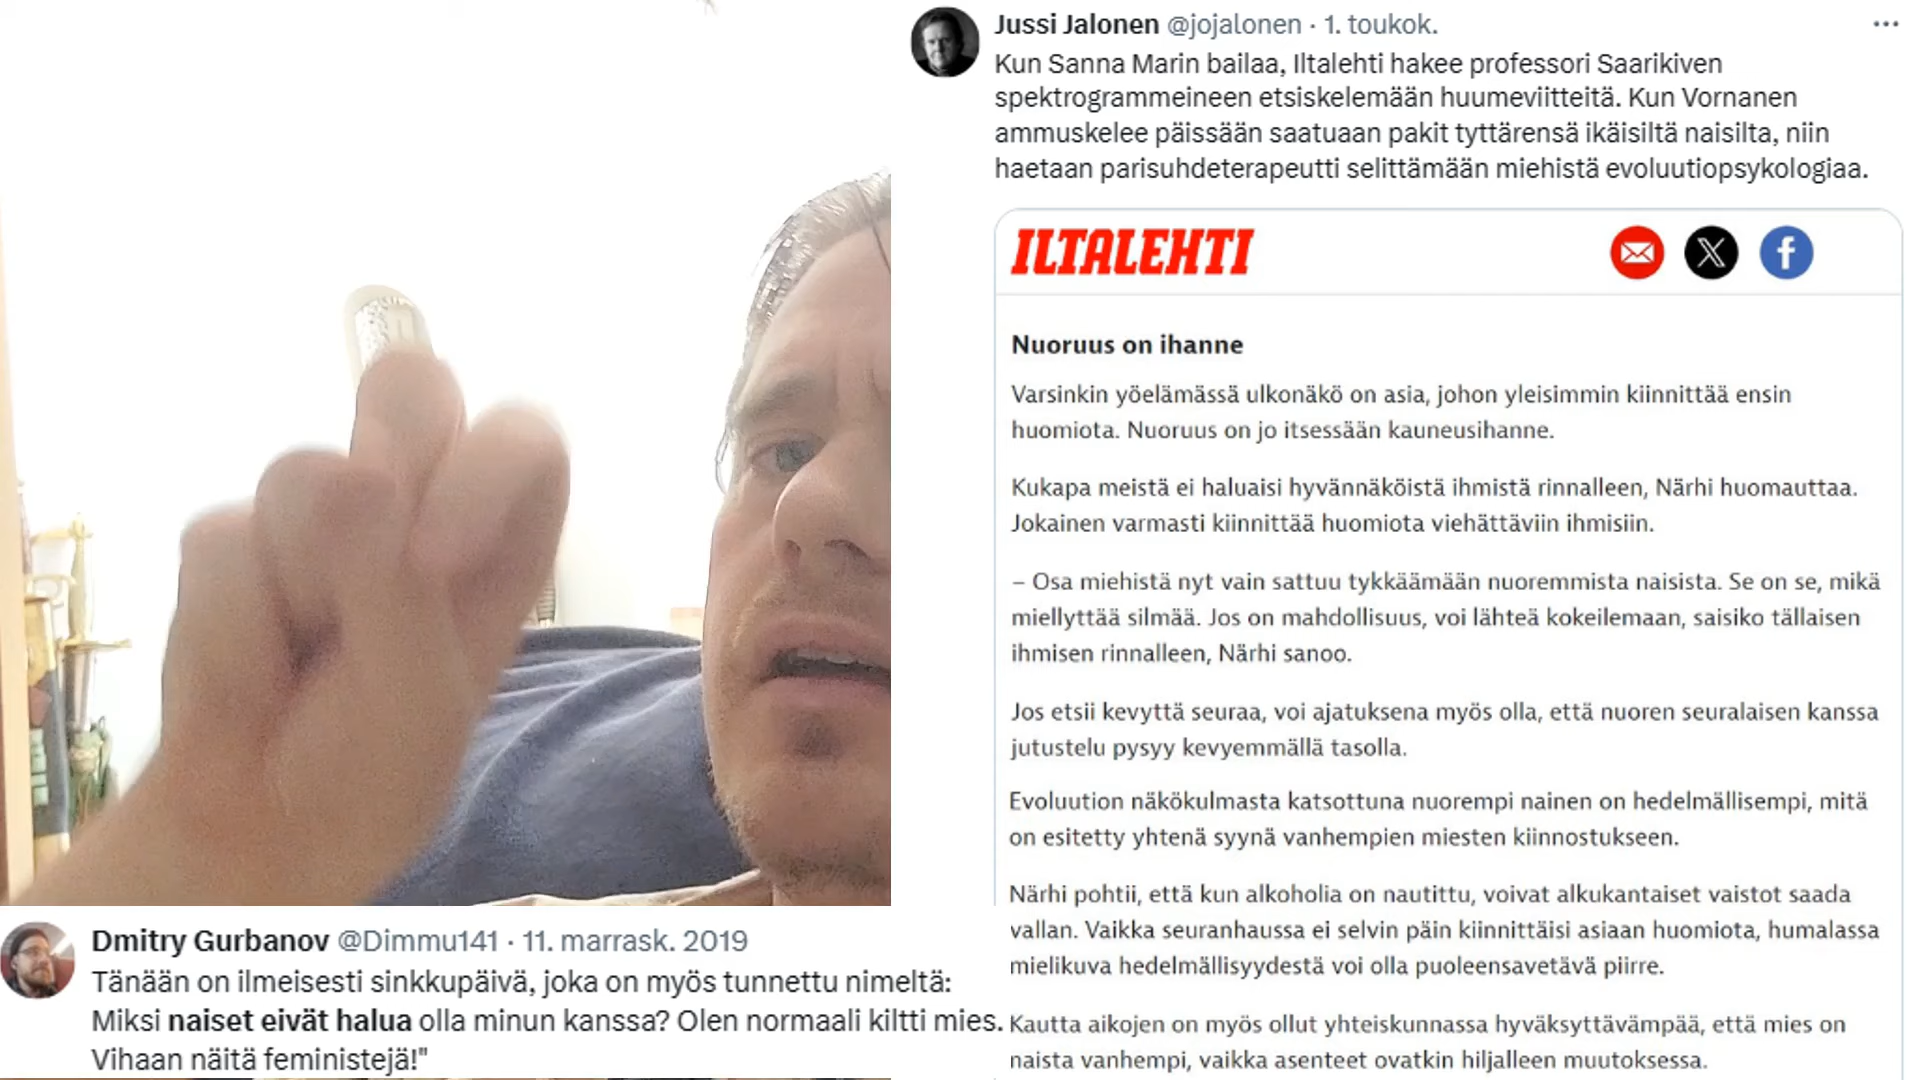 Jussi Jalonen @jojalonen · 1. toukok.
Kun Sanna Marin bailaa, Iltalehti hakee professori Saarikiven
spektrogrammeineen etsiskelemään huumeviitteitä. Kun Vornanen
ammuskelee päissään saatuaan pakit tyttärensä ikäisiltä naisilta, niin
haetaan parisuhdeterapeutti selittämään miehistä evoluutiopsykologiaa.
ILTALEHTI
Nuoruus on ihanne
Varsinkin yöelämässä ulkonäkö on asia, johon yleisimmin kiinnittää ensin
huomiota. Nuoruus on jo itsessään kauneusihanne.
Kukapa meistä ei haluaisi hyvännäköistä ihmistä rinnalleen, Närhi huomauttaa.
Jokainen varmasti kiinnittää huomiota viehättäviin ihmisiin.
– Osa miehistä nyt vain sattuu tykkäämään nuoremmista naisista. Se on se, mikä
miellyttää silmää. Jos on mahdollisuus, voi lähteä kokeilemaan, saisiko tällaisen
ihmisen rinnalleen, Närhi sanoo.
Jos etsii kevyttä seuraa, voi ajatuksena myös olla, että nuoren seuralaisen kanssa
jutustelu pysyy kevyemmällä tasolla.
Evoluution näkökulmasta katsottuna nuorempi nainen on hedelmällisempi, mitä
on esitetty yhtenä syynä vanhempien miesten kiinnostukseen.
Närhi pohtii, että kun alkoholia on nautittu, voivat alkukantaiset vaistot saada
vallan. Vaikka seuranhaussa ei selvin päin kiinnittäisi asiaan huomiota, humalassa
mielikuva hedelmällisyydestä voi olla puoleensavetävä piirre.
Kautta aikojen on myös ollut yhteiskunnassa hyväksyttävämpää, että mies on
naista vanhempi, vaikka asenteet ovatkin hiljalleen muutoksessa.
Dmitry Gurbanov @Dimmu141 · 11. marrask. 2019
Tänään on ilmeisesti sinkkupäivä, joka on myös tunnettu nimeltä:
Miksi naiset eivät halua olla minun kanssa? Olen normaali kiltti mies.
Vihaan näitä feministejä!"